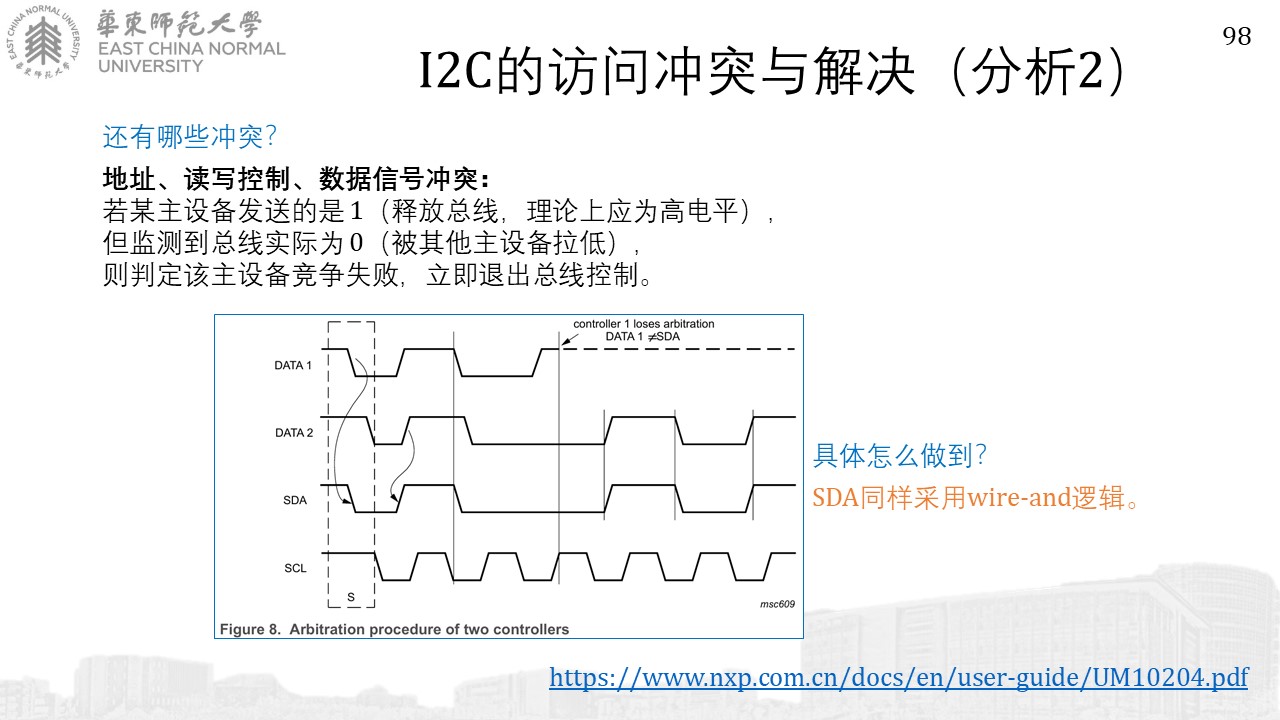 華東師範大學
EAST CHINA NORMAL
UNIVERSITY
EAST CHINA NORMAL UNIVERSITY
華東師范大學
98
I2C的访问冲突与解决（分析2）
还有哪些冲突？
地址、读写控制、数据信号冲突：
若某主设备发送的是 1（释放总线，理论上应为高电平），
但监测到总线实际为 0（被其他主设备拉低），
则判定该主设备竞争失败，立即退出总线控制。
controller 1 loses arbitration
DATA 1 ≠SDA
DATA 1
DATA 2
SDA
SCL
S
msc609
Figure 8. Arbitration procedure of two controllers
具体怎么做到？
SDA同样采用wire-and逻辑。
https://www.nxp.com.cn/docs/en/user-guide/UM10204.pdf